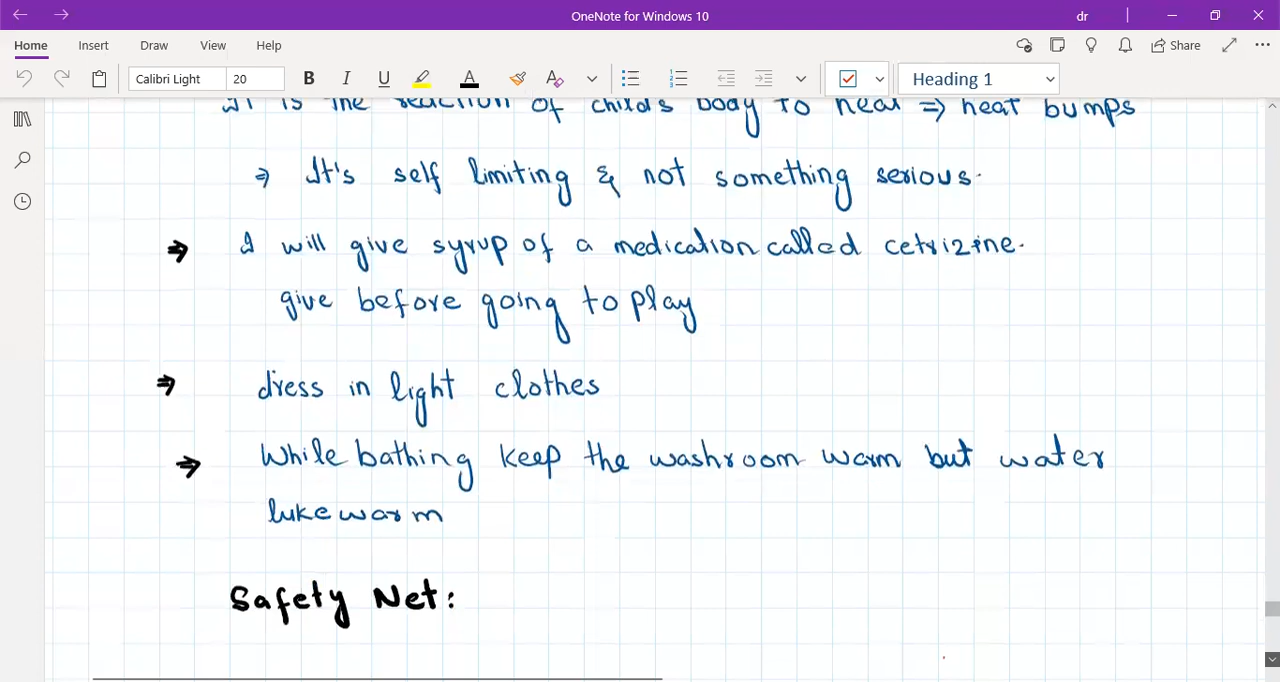 OneNote for Windows 10
dr
Home Insert Draw View Help
Share
Calibri Light 20 B I U A A Heading 1
It is the reaction of child's body to heat ⇒ heat bumps
⇒ It's self limiting & not something serious.
⇒ I will give syrup of a medication called cetrizine.
give before going to play
⇒ dress in light clothes
⇒ While bathing keep the washroom warm but water
lukewarm
Safety Net: